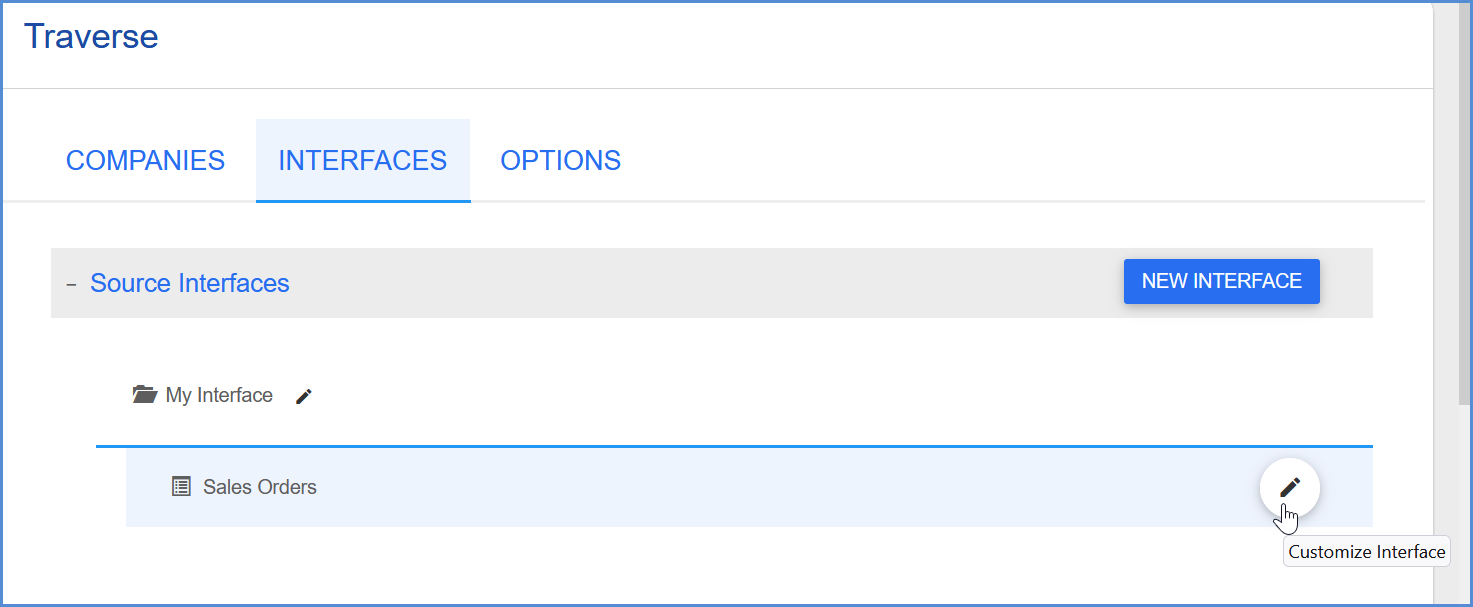 Traverse
COMPANIES INTERFACES OPTIONS
– Source Interfaces NEW INTERFACE
My Interface
Sales Orders
Customize Interface